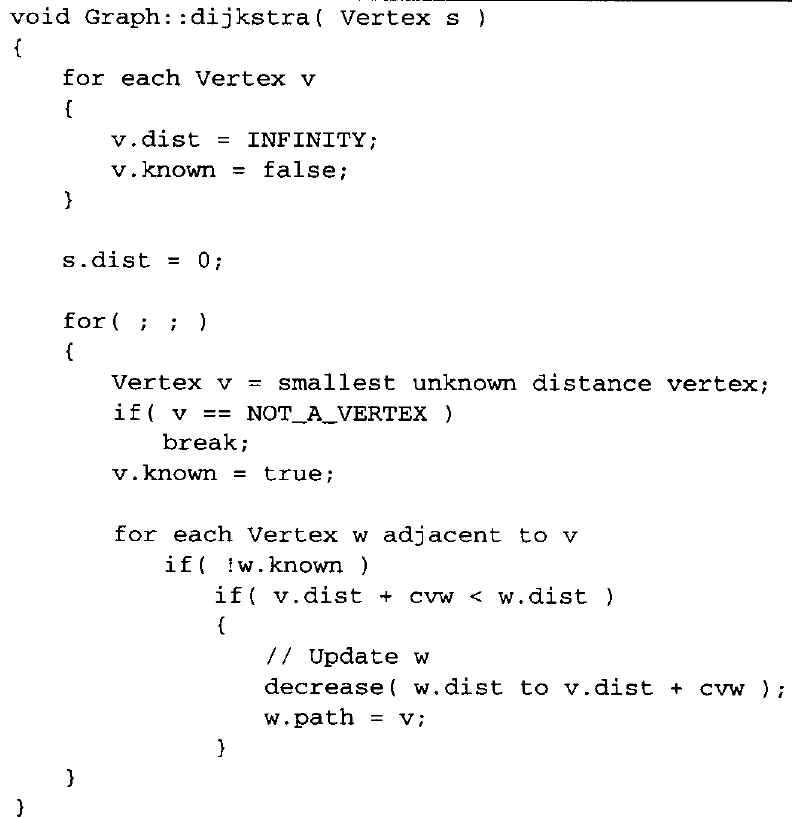 void Graph::dijkstra( Vertex s )
{
    for each Vertex v
    {
        v.dist = INFINITY;
        v.known = false;
    }

    s.dist = 0;

    for( ; ; )
    {
        Vertex v = smallest unknown distance vertex;
        if( v == NOT_A_VERTEX )
            break;
        v.known = true;

        for each Vertex w adjacent to v
            if( !w.known )
                if( v.dist + cvw < w.dist )
                {
                    // Update w
                    decrease( w.dist to v.dist + cvw );
                    w.path = v;
                }
    }
}